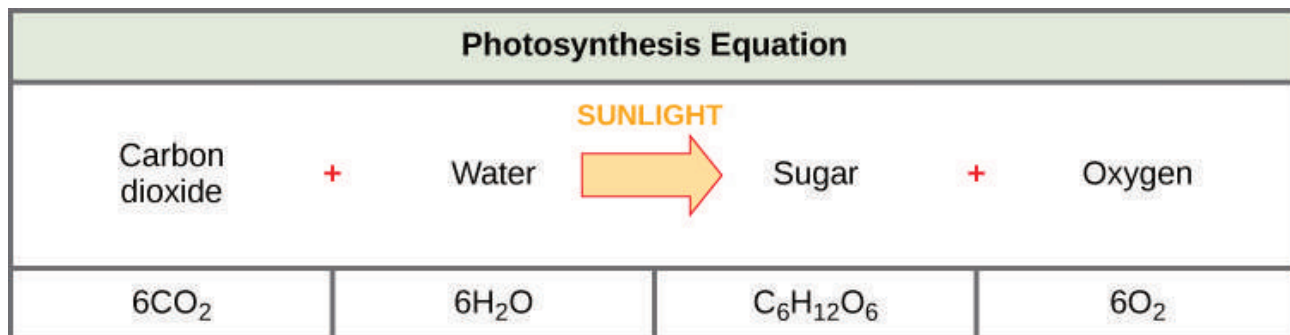 Photosynthesis Equation
SUNLIGHT
Carbon
dioxide
+
Water
Sugar
+
Oxygen
6CO₂
6H₂O
C₆H₁₂O₆
6O₂